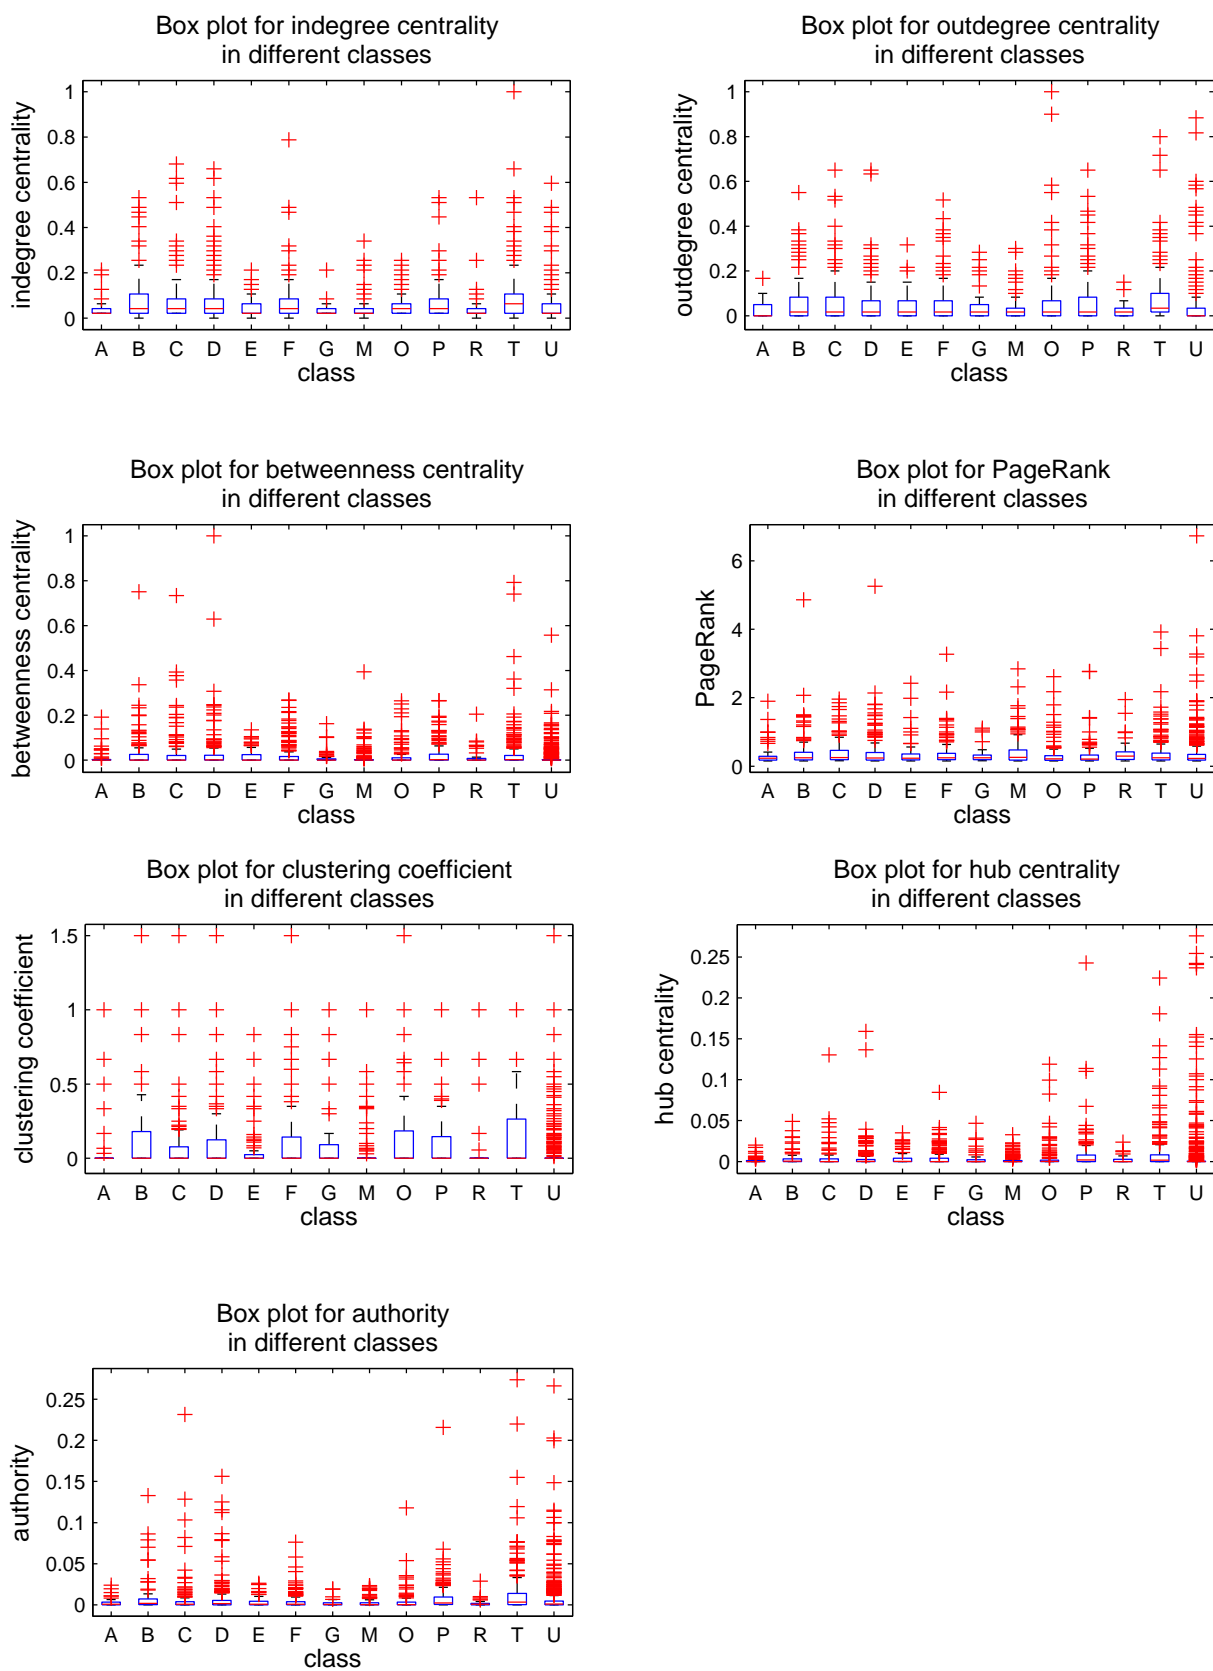 Box plot for indegree centrality
in different classes
indegree centrality
1
0.8
0.6
0.4
0.2
0
A B C D E F G M O P R T U
class
Box plot for outdegree centrality
in different classes
outdegree centrality
1
0.8
0.6
0.4
0.2
0
A B C D E F G M O P R T U
class
Box plot for betweenness centrality
in different classes
betweenness centrality
1
0.8
0.6
0.4
0.2
0
A B C D E F G M O P R T U
class
Box plot for PageRank
in different classes
PageRank
6
4
2
0
A B C D E F G M O P R T U
class
Box plot for clustering coefficient
in different classes
clustering coefficient
1.5
1
0.5
0
A B C D E F G M O P R T U
class
Box plot for hub centrality
in different classes
hub centrality
0.25
0.2
0.15
0.1
0.05
0
A B C D E F G M O P R T U
class
Box plot for authority
in different classes
authority
0.25
0.2
0.15
0.1
0.05
0
A B C D E F G M O P R T U
class